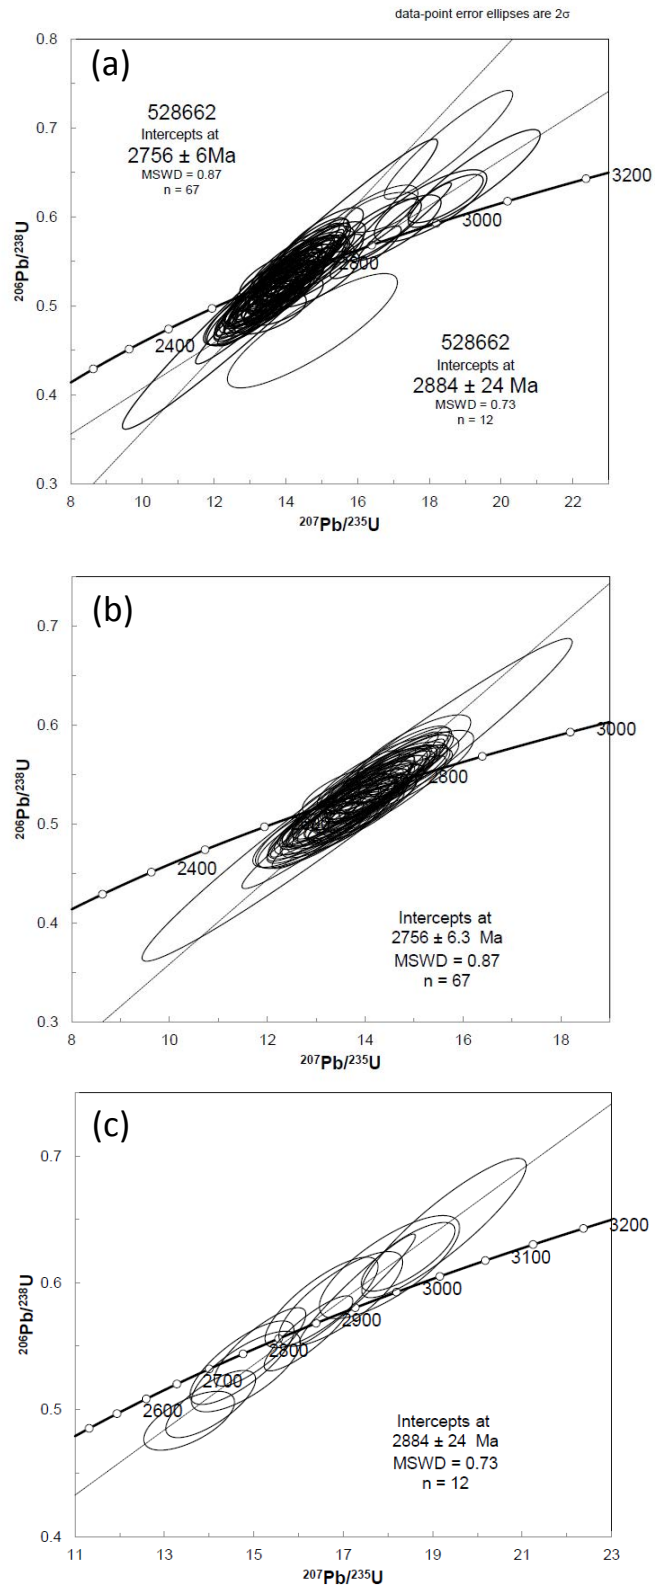 data-point error ellipses are 2σ
(a)
0.8
0.7
0.6
0.5
0.4
0.3
206Pb/238U
528662
Intercepts at
2756 ± 6Ma
MSWD = 0.87
n = 67
3200
3000
2800
2400
528662
Intercepts at
2884 ± 24 Ma
MSWD = 0.73
n = 12
8 10 12 14 16 18 20 22
207Pb/235U
(b)
0.7
0.6
0.5
0.4
0.3
206Pb/238U
3000
2800
2400
Intercepts at
2756 ± 6.3 Ma
MSWD = 0.87
n = 67
8 10 12 14 16 18
207Pb/235U
(c)
0.7
0.6
0.5
0.4
206Pb/238U
3200
3100
3000
2900
2800
2700
2600
Intercepts at
2884 ± 24 Ma
MSWD = 0.73
n = 12
11 13 15 17 19 21 23
207Pb/235U